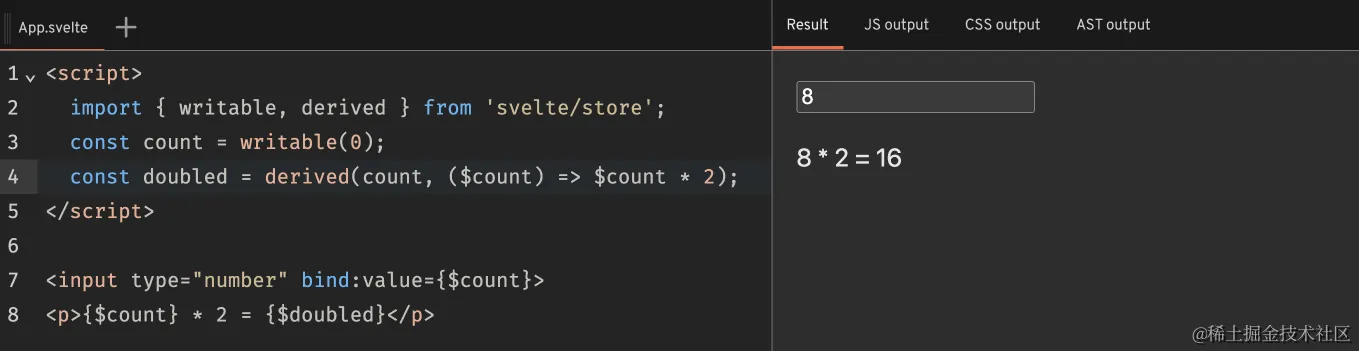 App.svelte +
Result JS output CSS output AST output
1 <script>
2 import { writable, derived } from 'svelte/store';
3 const count = writable(0);
4 const doubled = derived(count, ($count) => $count * 2);
5 </script>
6
7 <input type="number" bind:value={$count}>
8 <p>{$count} * 2 = {$doubled}</p>
8
8 * 2 = 16
@稀土掘金技术社区